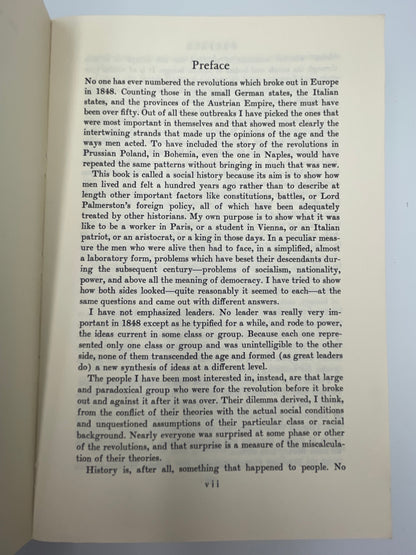 Preface
No one has ever numbered the revolutions which broke out in Europe
in 1848. Counting those in the small German states, the Italian
states, and the provinces of the Austrian Empire, there must have
been over fifty. Out of all these outbreaks I have picked the ones that
were most important in themselves and that showed most clearly the
intertwining strands that made up the opinions of the age and the
ways men acted. To have included the story of the revolutions in
Prussian Poland, in Bohemia, even the one in Naples, would have
repeated the same patterns without bringing in much that was new.
This book is called a social history because its aim is to show how
men lived and felt a hundred years ago rather than to describe at
length other important factors like constitutions, battles, or Lord
Palmerston's foreign policy, all of which have been adequately
treated by other historians. My own purpose is to show what it was
like to be a worker in Paris, or a student in Vienna, or an Italian
patriot, or an aristocrat, or a king in those days. In a peculiar meas-
ure the men who were alive then had to face, in a simplified, almost
a laboratory form, problems which have beset their descendants dur-
ing the subsequent century—problems of socialism, nationality,
power, and above all the meaning of democracy. I have tried to show
how both sides looked—quite reasonably it seemed to each—at the
same questions and came out with different answers.
I have not emphasized leaders. No leader was really very im-
portant in 1848 except as he typified for a while, and rode to power,
the ideas current in some class or group. Because each one repre-
sented only one class or group and was unintelligible to the other
side, none of them transcended the age and formed (as great leaders
do) a new synthesis of ideas at a different level.
The people I have been most interested in, instead, are that large
and paradoxical group who were for the revolution before it broke
out and against it after it was over. Their dilemma derived, I think,
from the conflict of their theories with the actual social conditions
and unquestioned assumptions of their particular class or racial
background. Nearly everyone was surprised at some phase or other
of the revolutions, and that surprise is a measure of the miscalcula-
tion of their theories.
History is, after all, something that happened to people. No
vii